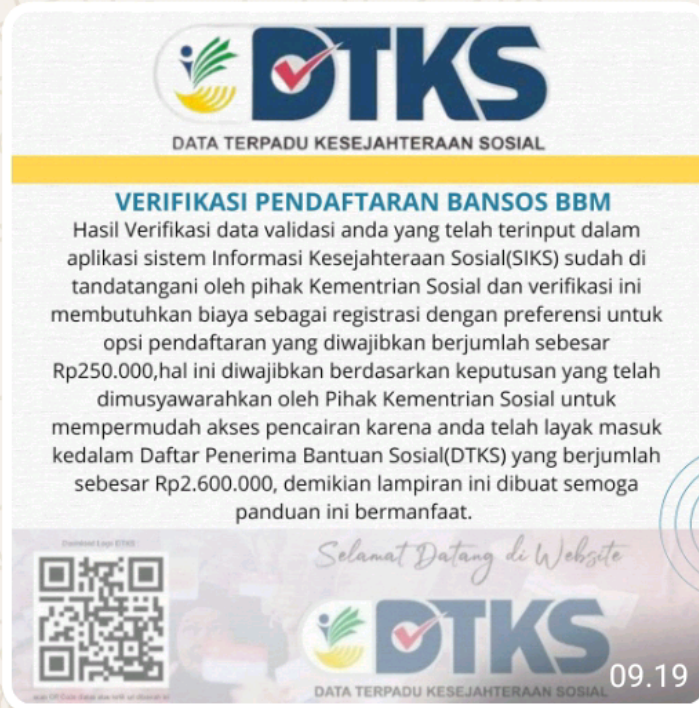 DTKS
DATA TERPADU KESEJAHTERAAN SOSIAL
VERIFIKASI PENDAFTARAN BANSOS BBM
Hasil Verifikasi data validasi anda yang telah terinput dalam
aplikasi sistem Informasi Kesejahteraan Sosial(SIKS) sudah di
tandatangani oleh pihak Kementrian Sosial dan verifikasi ini
membutuhkan biaya sebagai registrasi dengan preferensi untuk
opsi pendaftaran yang diwajibkan berjumlah sebesar
Rp250.000,hal ini diwajibkan berdasarkan keputusan yang telah
dimusyawarahkan oleh Pihak Kementrian Sosial untuk
mempermudah akses pencairan karena anda telah layak masuk
kedalam Daftar Penerima Bantuan Sosial(DTKS) yang berjumlah
sebesar Rp2.600.000, demikian lampiran ini dibuat semoga
panduan ini bermanfaat.
Download Logo DTKS
Selamat Datang di Website
DTKS
DATA TERPADU KESEJAHTERAAN SOSIAL
09.19